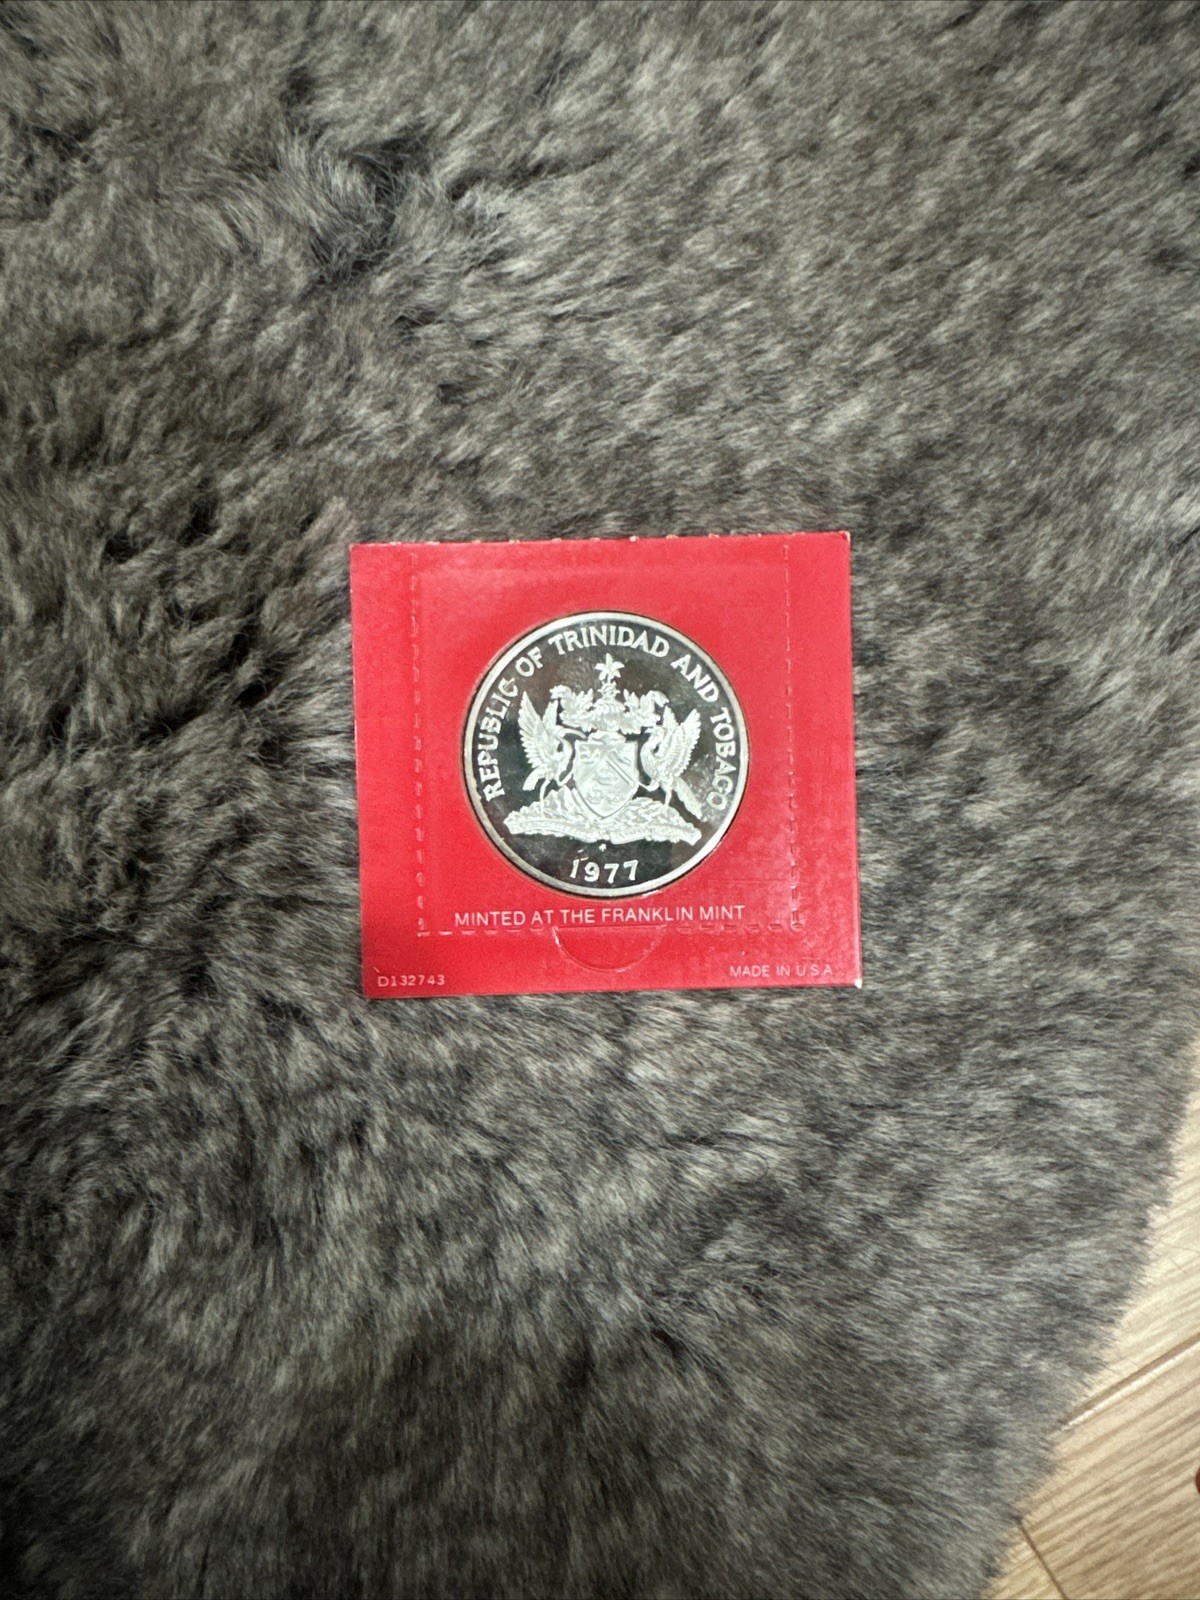 REPUBLIC OF TRINIDAD AND TOBAGO
1977
MINTED AT THE FRANKLIN MINT
D132743
MADE IN U S A